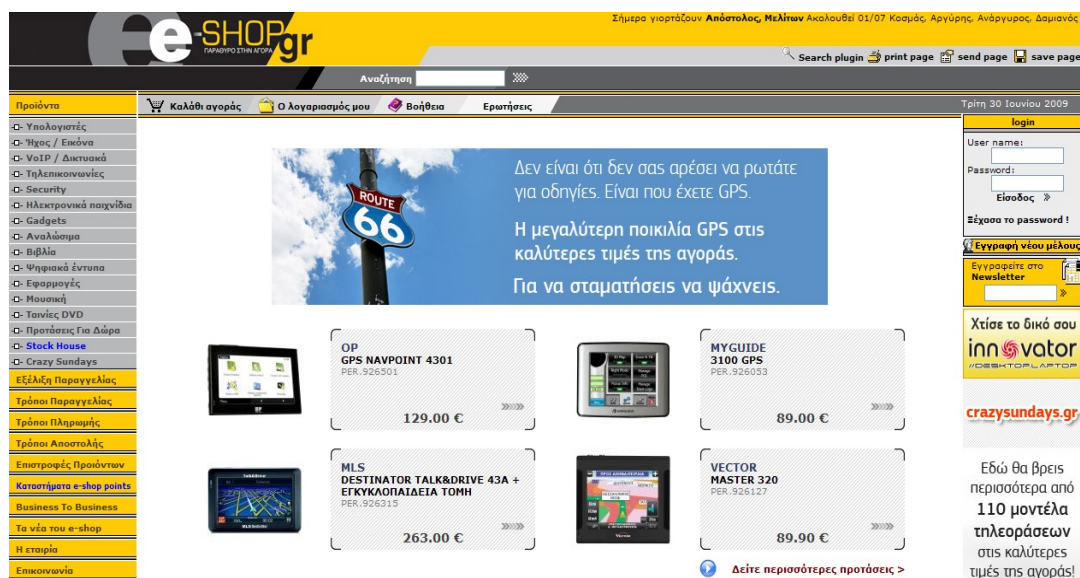 e-SHOP.gr
ΠΑΡΑΘΥΡΟ ΣΤΗΝ ΑΓΟΡΑ
Σήμερα γιορτάζουν Απόστολος, Μελίτων Ακολουθεί 01/07 Κοσμάς, Αργύρης, Ανάργυρος, Δαμιανός
Search plugin print page send page save page
Αναζήτηση
Προϊόντα
Καλάθι αγοράς Ο λογαριασμός μου Βοήθεια Ερωτήσεις
Τρίτη 30 Ιουνίου 2009
Υπολογιστές
Ήχος / Εικόνα
VoIP / Δικτυακά
Τηλεπικοινωνίες
Security
Ηλεκτρονικά παιχνίδια
Gadgets
Αναλώσιμα
Βιβλία
Ψηφιακά έντυπα
Εφαρμογές
Μουσική
Ταινίες DVD
Προτάσεις Για Δώρα
Stock House
Crazy Sundays
Εξέλιξη Παραγγελίας
Τρόποι Παραγγελίας
Τρόποι Πληρωμής
Τρόποι Αποστολής
Επιστροφές Προϊόντων
Καταστήματα e-shop points
Business To Business
Τα νέα του e-shop
Η εταιρία
Επικοινωνία
ROUTE
66
Δεν είναι ότι δεν σας αρέσει να ρωτάτε
για οδηγίες. Είναι που έχετε GPS.
Η μεγαλύτερη ποικιλία GPS στις
καλύτερες τιμές της αγοράς.
Για να σταματήσεις να ψάχνεις.
OP
GPS NAVPOINT 4301
PER.926501
129.00 €
MYGUIDE
3100 GPS
PER.926053
89.00 €
MLS
DESTINATOR TALK&DRIVE 43A +
ΕΓΚΥΚΛΟΠΑΙΔΕΙΑ ΤΟΜΗ
PER.926315
263.00 €
VECTOR
MASTER 320
PER.926127
89.90 €
Δείτε περισσότερες προτάσεις >
login
User name:
Password:
Είσοδος
Ξέχασα το password !
Εγγραφή νέου μέλους
Εγγραφείτε στο
Newsletter
Χτίσε το δικό σου
innovator
//DESKTOPLAPTOP
crazysundays.gr
Εδώ θα βρεις
περισσότερα από
110 μοντέλα
τηλεοράσεων
στις καλύτερες
τιμές της αγοράς!